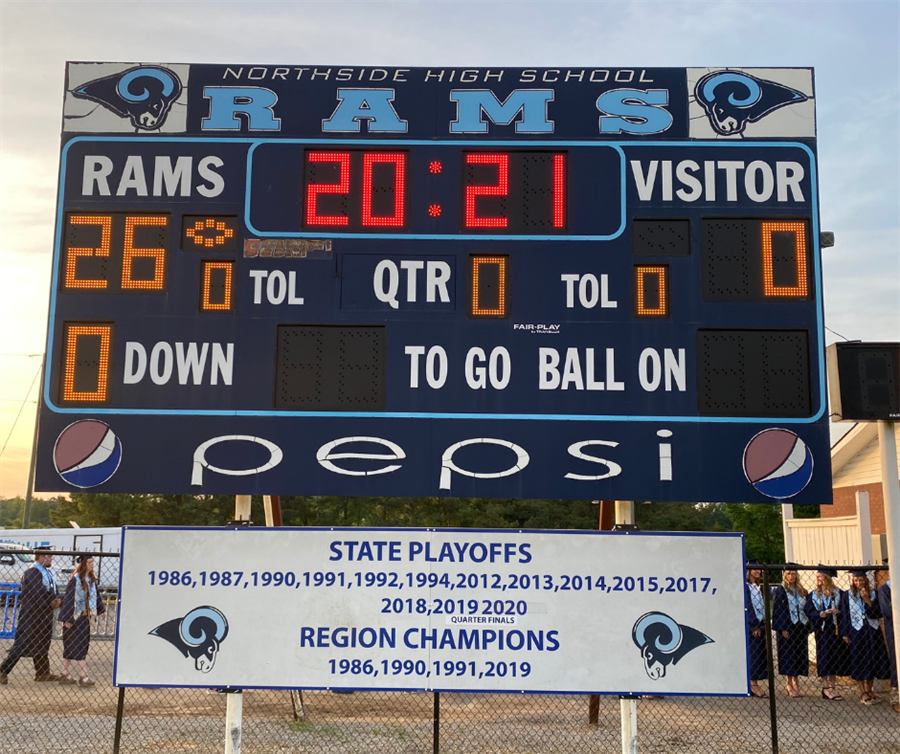 NORTHSIDE HIGH SCHOOL
RAMS
RAMS 20:21 VISITOR
26 0
0 TOL QTR 0 TOL 0
FAIR-PLAY
0 DOWN TO GO BALL ON
pepsi
STATE PLAYOFFS
1986,1987,1990,1991,1992,1994,2012,2013,2014,2015,2017,
2018,2019 2020
QUARTER FINALS
REGION CHAMPIONS
1986,1990,1991,2019